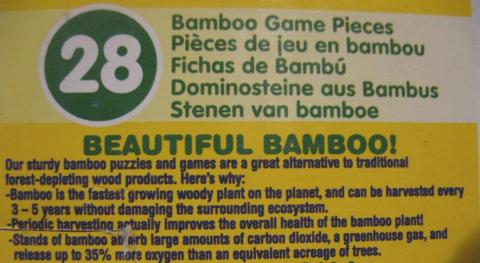 28
Bamboo Game Pieces
Pièces de jeu en bambou
Fichas de Bambú
Dominosteine aus Bambus
Stenen van bamboe
BEAUTIFUL BAMBOO!
Our sturdy bamboo puzzles and games are a great alternative to traditional
forest-depleting wood products. Here's why:
-Bamboo is the fastest growing woody plant on the planet, and can be harvested every
3 - 5 years without damaging the surrounding ecosystem.
-Periodic harvesting actually improves the overall health of the bamboo plant!
-Stands of bamboo absorb large amounts of carbon dioxide, a greenhouse gas, and
release up to 35% more oxygen than an equivalent acreage of trees.